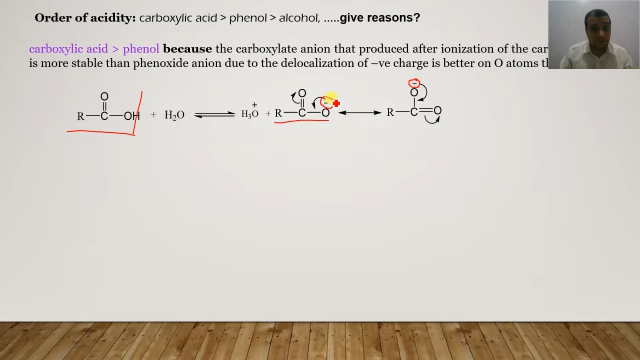 Order of acidity: carboxylic acid > phenol > alcohol, .....give reasons?
carboxylic acid > phenol because the carboxylate anion that produced after ionization of the car
is more stable than phenoxide anion due to the delocalization of –ve charge is better on O atoms th
O O O
R C OH + H2O H3O + + R C O R C O